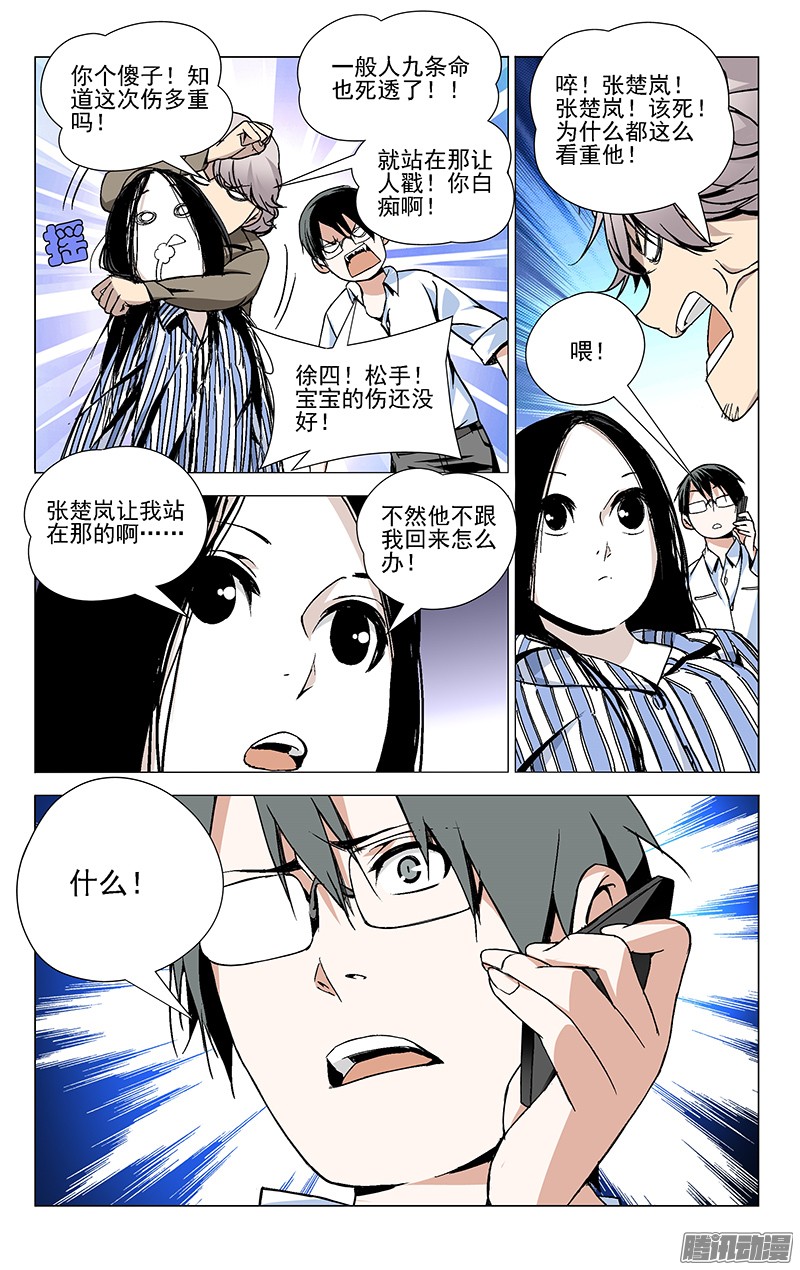 你个傻子！知
道这次伤多重
吗！
一般人九条命
也死透了！！
就站在那让
人戳！你白
痴啊！
摇
徐四！松手！
宝宝的伤还没
好！
啐！张楚岚！
张楚岚！该死！
为什么都这么
看重他！
喂！
张楚岚让我站
在那的啊……
不然他不跟
我回来怎么
办！
什么！
腾讯动漫